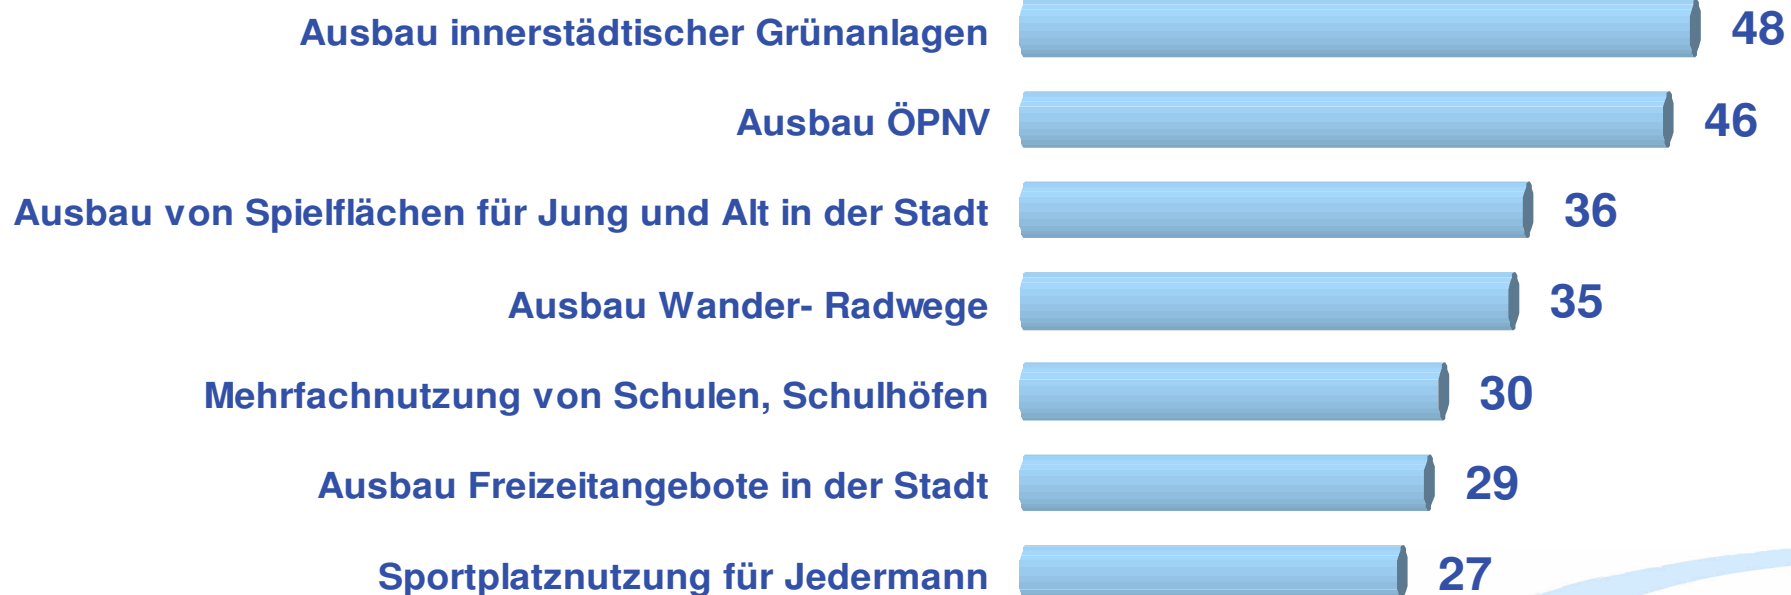 Ausbau innerstädtischer Grünanlagen 48
Ausbau ÖPNV 46
Ausbau von Spielflächen für Jung und Alt in der Stadt 36
Ausbau Wander- Radwege 35
Mehrfachnutzung von Schulen, Schulhöfen 30
Ausbau Freizeitangebote in der Stadt 29
Sportplatznutzung für Jedermann 27